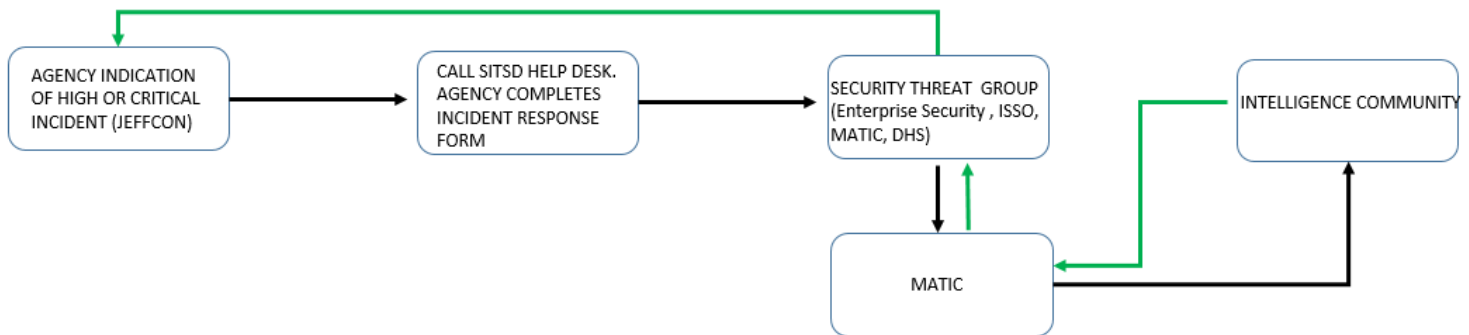 AGENCY INDICATION
OF HIGH OR CRITICAL
INCIDENT (JEFFCON)
CALL SITSD HELP DESK.
AGENCY COMPLETES
INCIDENT RESPONSE
FORM
SECURITY THREAT GROUP
(Enterprise Security , ISSO,
MATIC, DHS)
INTELLIGENCE COMMUNITY
MATIC